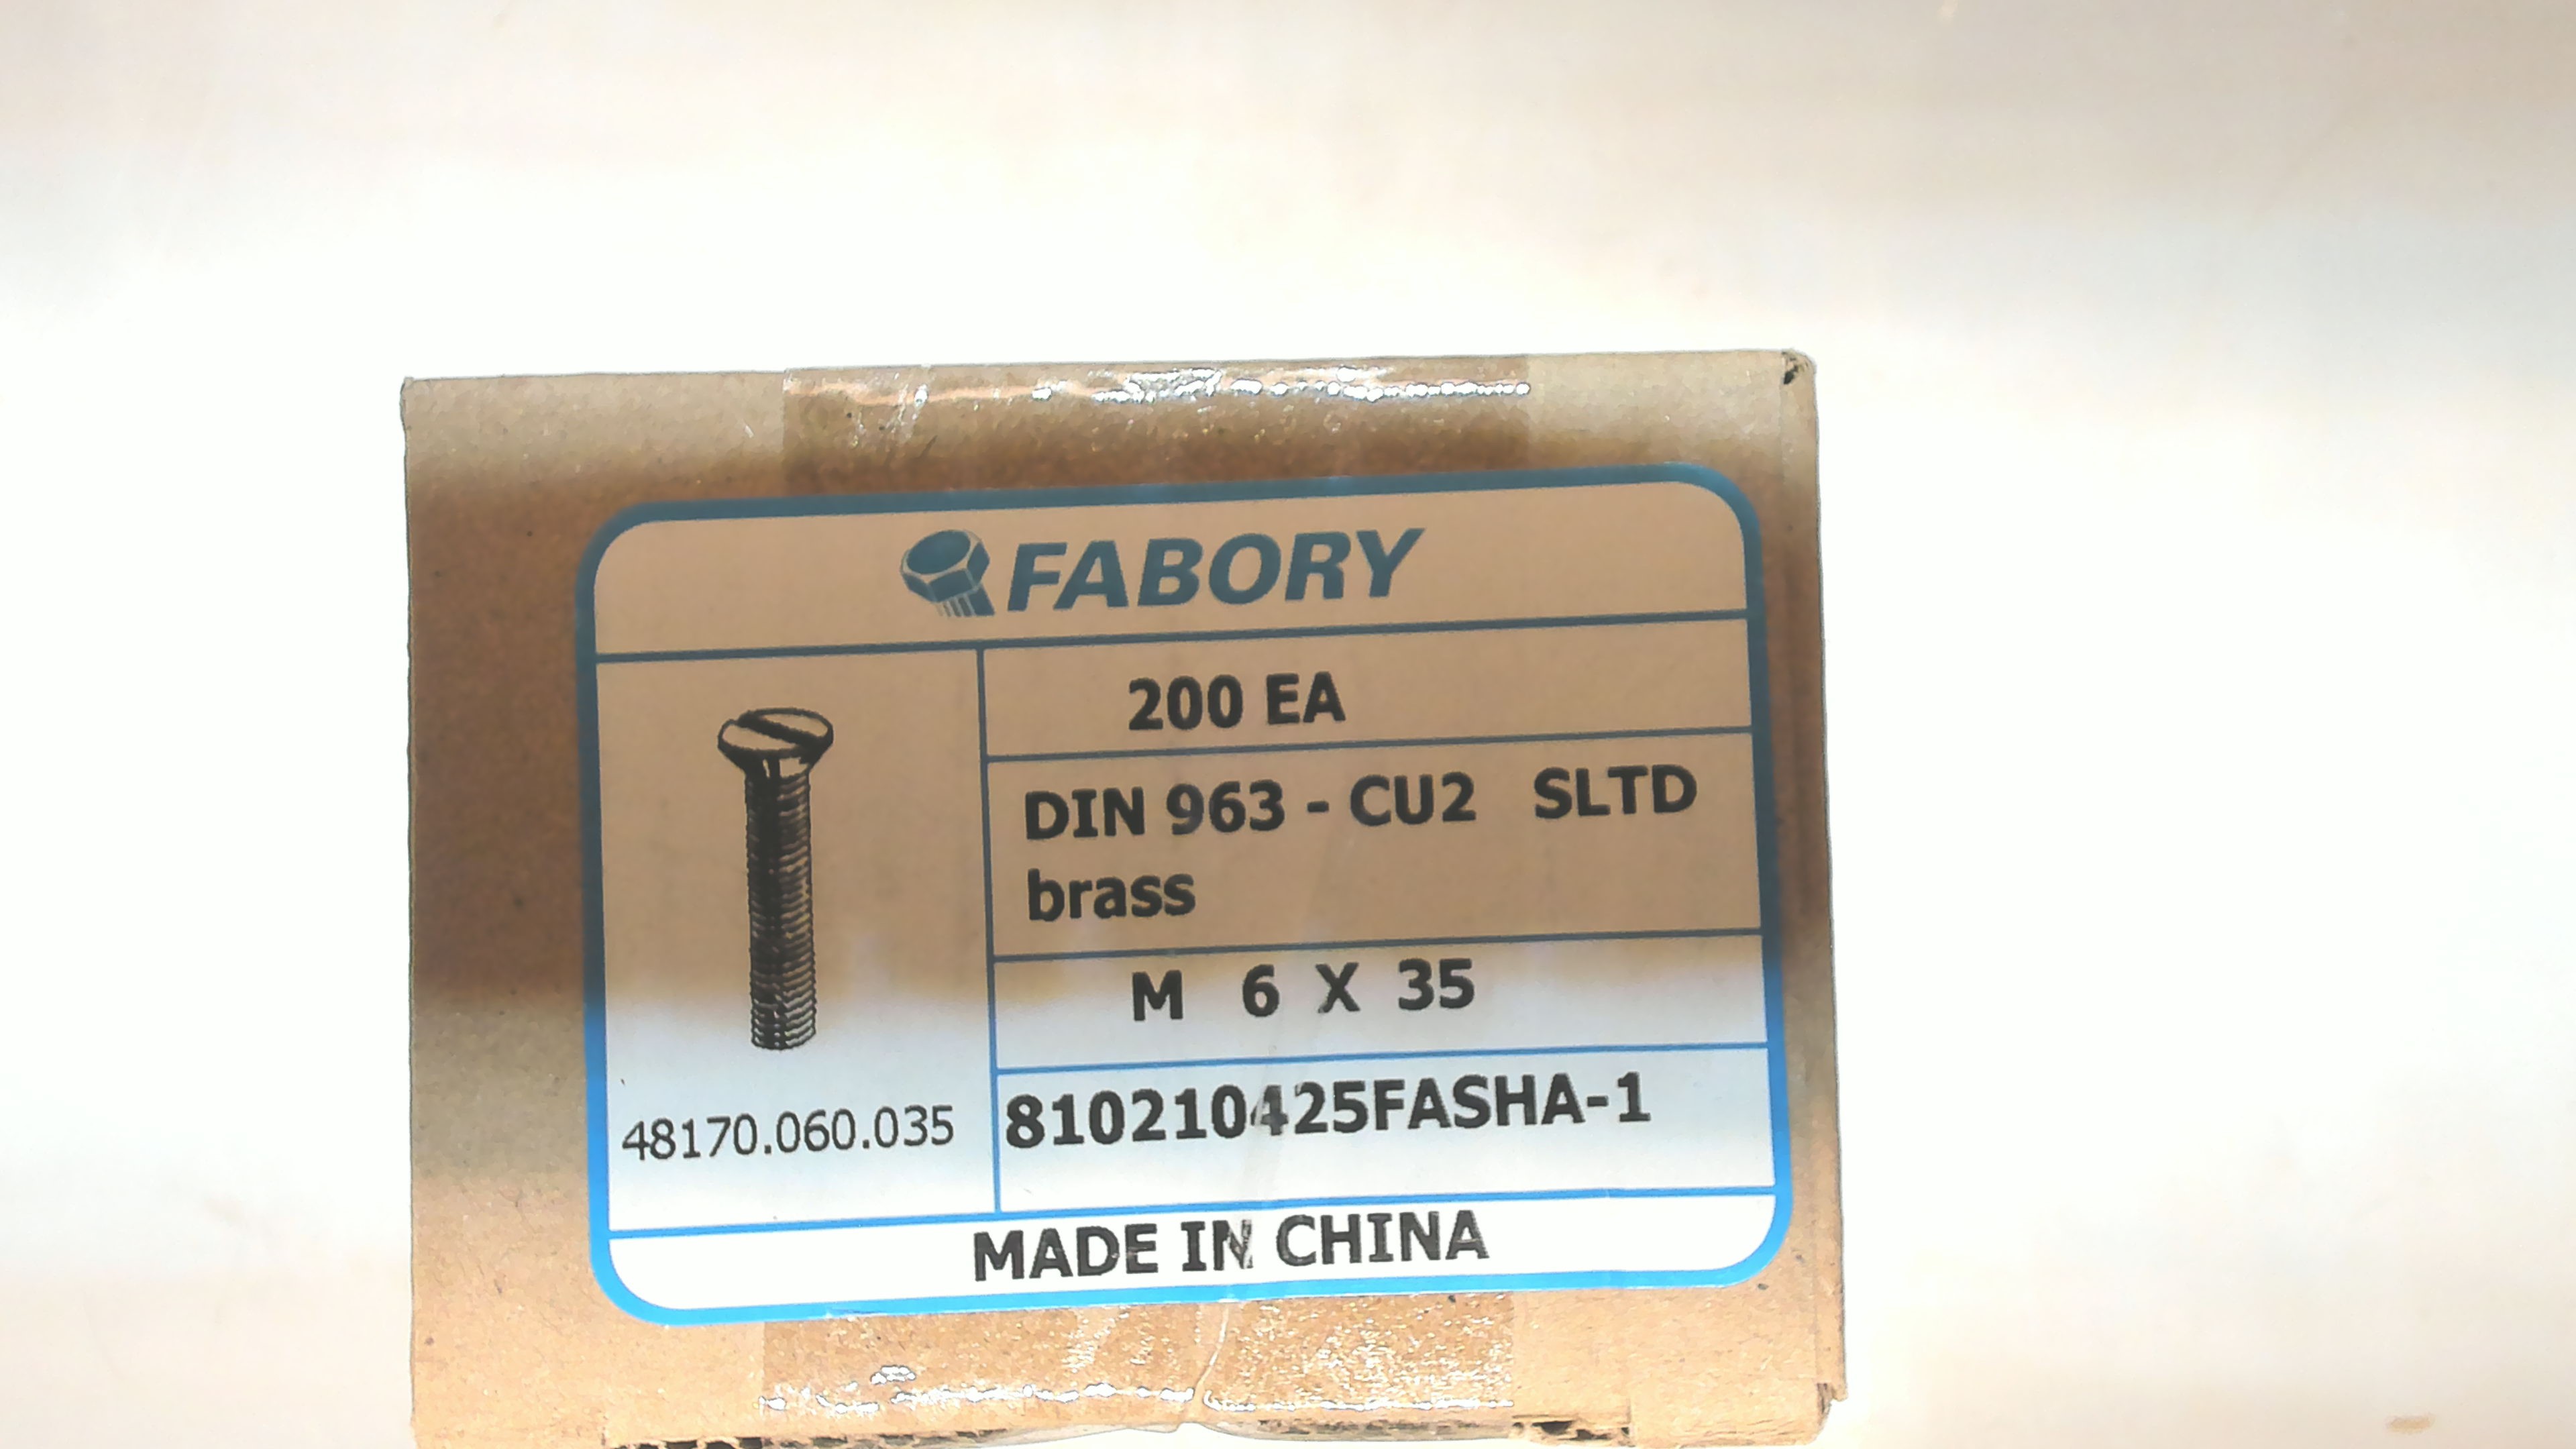 FABORY
200 EA
DIN 963 - CU2 SLTD
brass
M 6 X 35
48170.060.035
810210425FASHA-1
MADE IN CHINA